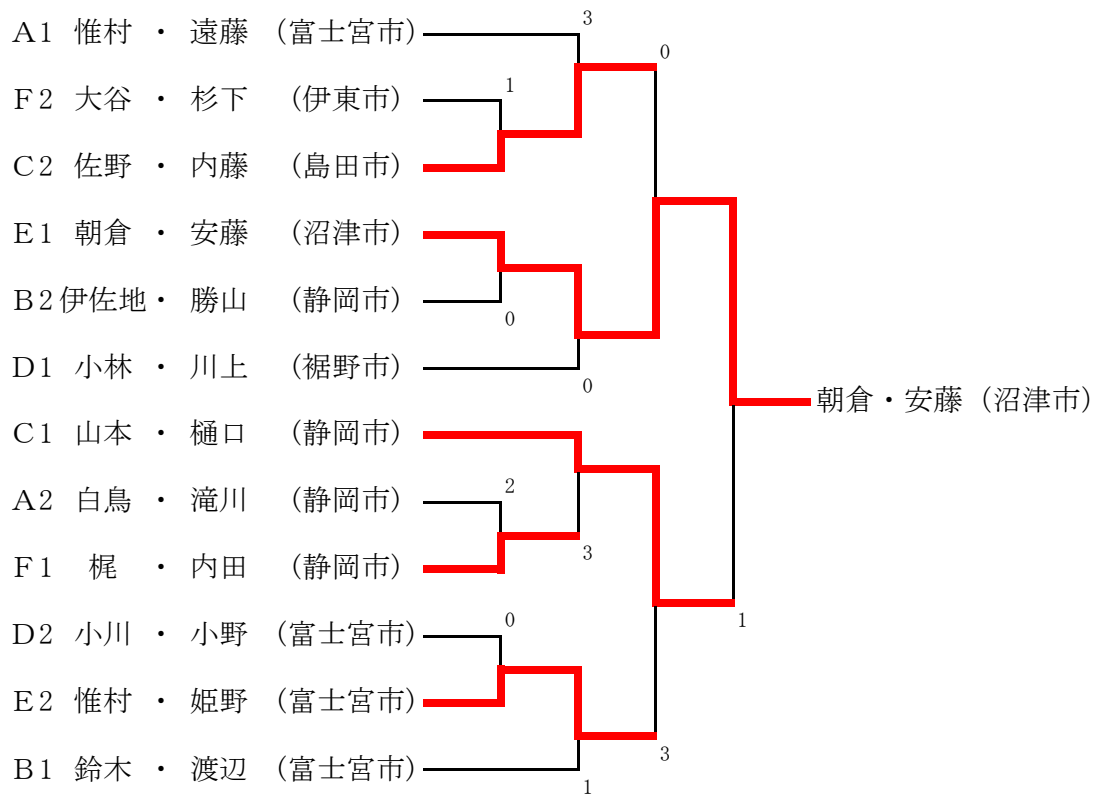 3
A1 惟村 ・ 遠藤 (富士宮市)
0
1
F2 大谷 ・ 杉下 (伊東市)
C2 佐野 ・ 内藤 (島田市)
E1 朝倉 ・ 安藤 (沼津市)
B2伊佐地・ 勝山 (静岡市)
0
D1 小林 ・ 川上 (裾野市)
0
朝倉・安藤(沼津市)
C1 山本 ・ 樋口 (静岡市)
2
A2 白鳥 ・ 滝川 (静岡市)
3
F1 梶 ・ 内田 (静岡市)
0
1
D2 小川 ・ 小野 (富士宮市)
E2 惟村 ・ 姫野 (富士宮市)
3
B1 鈴木 ・ 渡辺 (富士宮市)
1